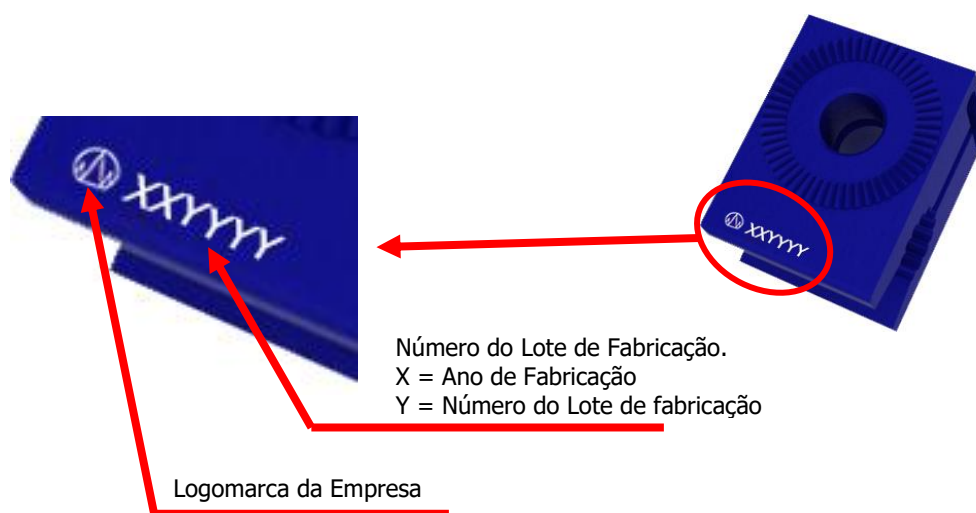 XXYYYY
XXYYYY
Número do Lote de Fabricação.
X = Ano de Fabricação
Y = Número do Lote de fabricação
Logomarca da Empresa